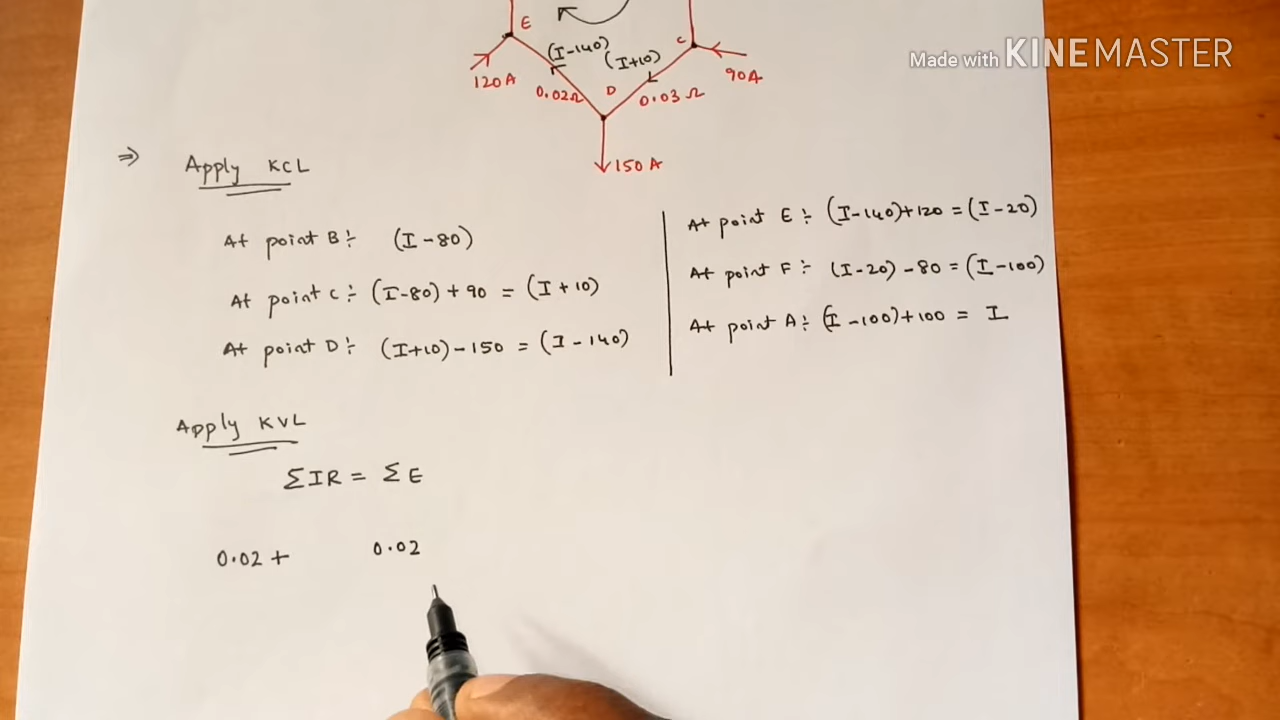 Made with KINEMASTER
E
(I-140)
(I+10)
C
120A
0.02Ω
D
0.03 Ω
90A
150 A
⇒ Apply KCL
At point B:- (I-80)
At point C:- (I-80)+90 = (I+10)
At point D:- (I+10)-150 = (I-140)
At point E:- (I-140)+120=(I-20)
At point F:- (I-20)-80=(I-100)
At point A:- (I-100)+100 = I
Apply KVL
ΣIR = ΣE
0.02+ 0.02